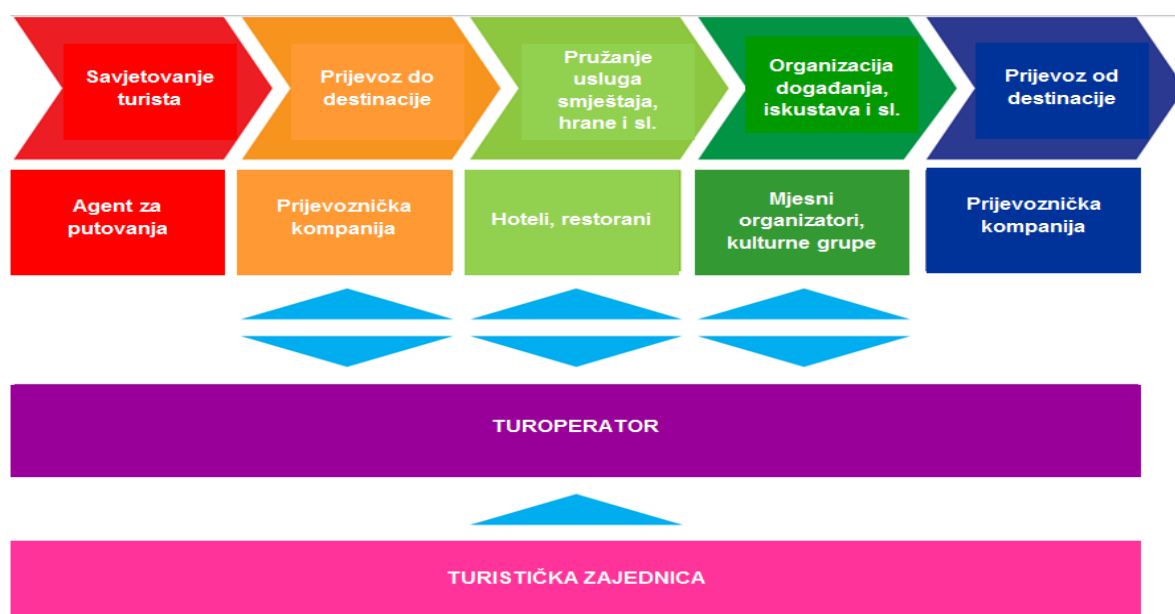 Savjetovanje
turista
Prijevoz do
destinacije
Pružanje
usluga
smještaja,
hrane i sl.
Organizacija
događanja,
iskustava i sl.
Prijevoz od
destinacije
Agent za
putovanja
Prijevoznička
kompanija
Hoteli, restorani
Mjesni
organizatori,
kulturne grupe
Prijevoznička
kompanija
TUROPERATOR
TURISTIČKA ZAJEDNICA